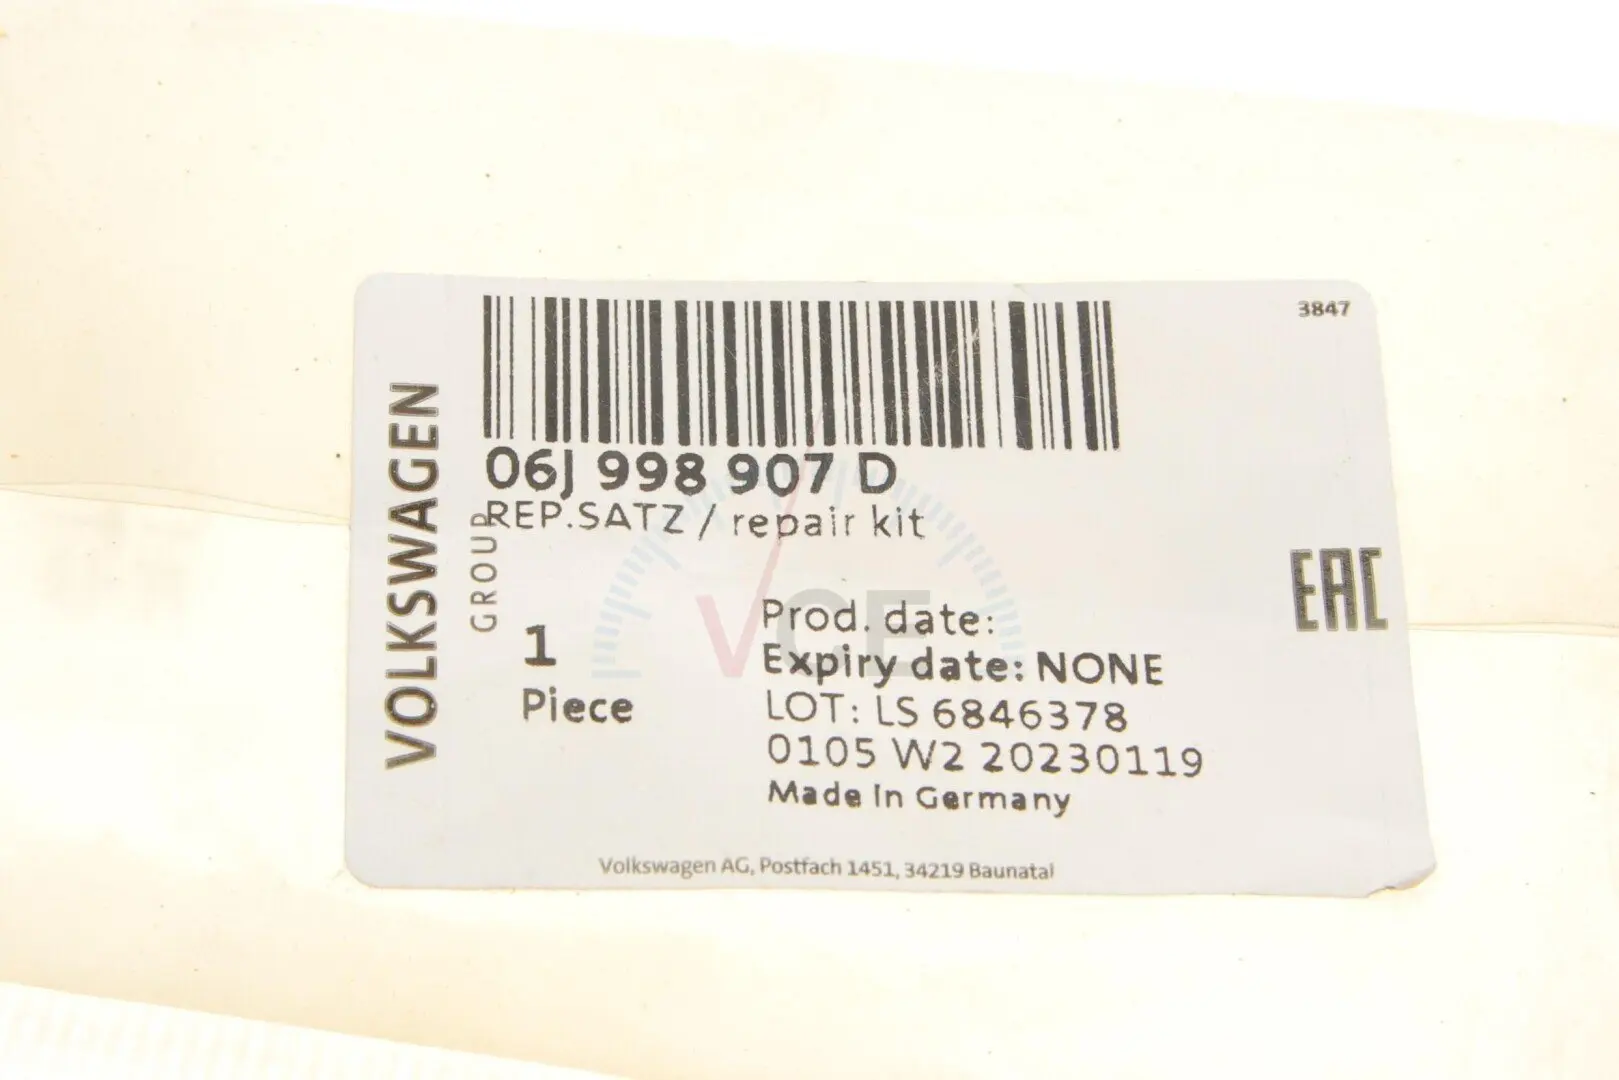 3847
VOLKSWAGEN
GROUP
06J 998 907 D
REP.SATZ / repair kit
1
Piece
Prod. date:
Expiry date: NONE
LOT: LS 6846378
0105 W2 20230119
Made in Germany
EAC
VCE
Volkswagen AG, Postfach 1451, 34219 Baunatal